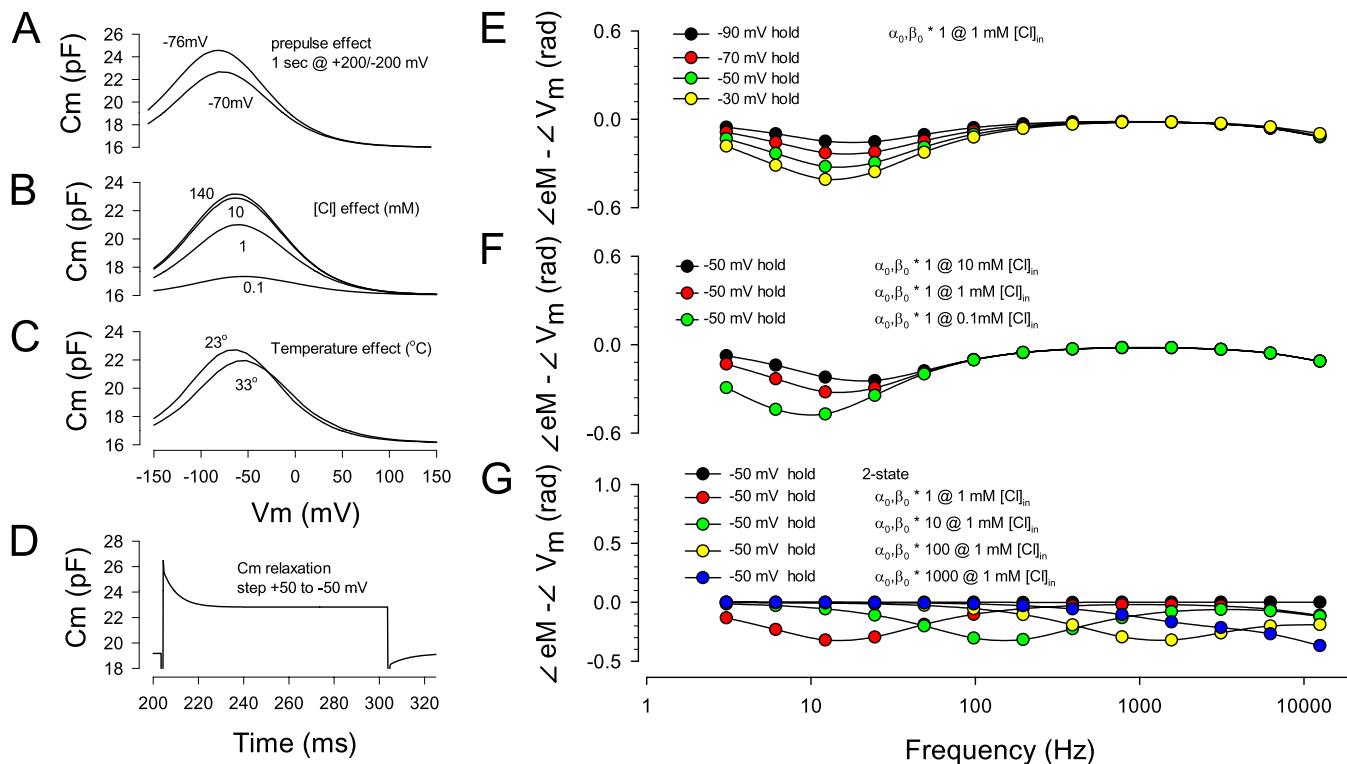 A
Cm (pF)
26
24
22
20
18
16
-76mV
-70mV
prepulse effect
1 sec @ +200/-200 mV
B
Cm (pF)
24
22
20
18
16
140
10
1
0.1
[Cl] effect (mM)
C
Cm (pF)
24
22
20
18
16
23°
33°
Temperature effect (°C)
-150 -100 -50 0 50 100 150
Vm (mV)
D
Cm (pF)
28
26
24
22
20
18
Cm relaxation
step +50 to -50 mV
200 220 240 260 280 300 320
Time (ms)
E
∠eM - ∠ Vm (rad)
0.6
0.0
-0.6
-90 mV hold α₀,β₀ * 1 @ 1 mM [Cl]in
-70 mV hold
-50 mV hold
-30 mV hold
F
∠eM - ∠ Vm (rad)
0.6
0.0
-0.6
-50 mV hold α₀,β₀ * 1 @ 10 mM [Cl]in
-50 mV hold α₀,β₀ * 1 @ 1 mM [Cl]in
-50 mV hold α₀,β₀ * 1 @ 0.1mM [Cl]in
G
∠ eM -∠ Vm (rad)
1.0
0.5
0.0
-0.5
-50 mV hold 2-state
-50 mV hold α₀,β₀ * 1 @ 1 mM [Cl]in
-50 mV hold α₀,β₀ * 10 @ 1 mM [Cl]in
-50 mV hold α₀,β₀ * 100 @ 1 mM [Cl]in
-50 mV hold α₀,β₀ * 1000 @ 1 mM [Cl]in
1 10 100 1000 10000
Frequency (Hz)